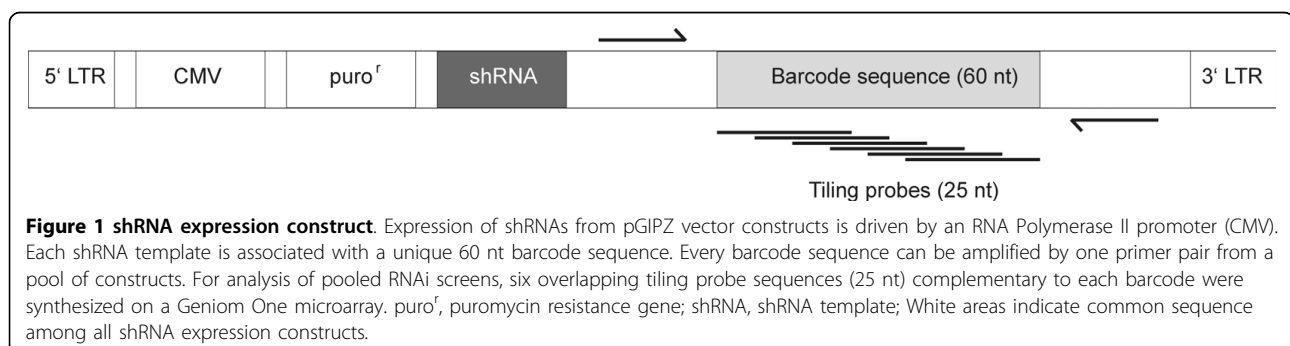 5‘ LTR CMV puroʳ shRNA Barcode sequence (60 nt) 3‘ LTR
Tiling probes (25 nt)
Figure 1 shRNA expression construct. Expression of shRNAs from pGIPZ vector constructs is driven by an RNA Polymerase II promoter (CMV).
Each shRNA template is associated with a unique 60 nt barcode sequence. Every barcode sequence can be amplified by one primer pair from a
pool of constructs. For analysis of pooled RNAi screens, six overlapping tiling probe sequences (25 nt) complementary to each barcode were
synthesized on a Geniom One microarray. puroʳ, puromycin resistance gene; shRNA, shRNA template; White areas indicate common sequence
among all shRNA expression constructs.